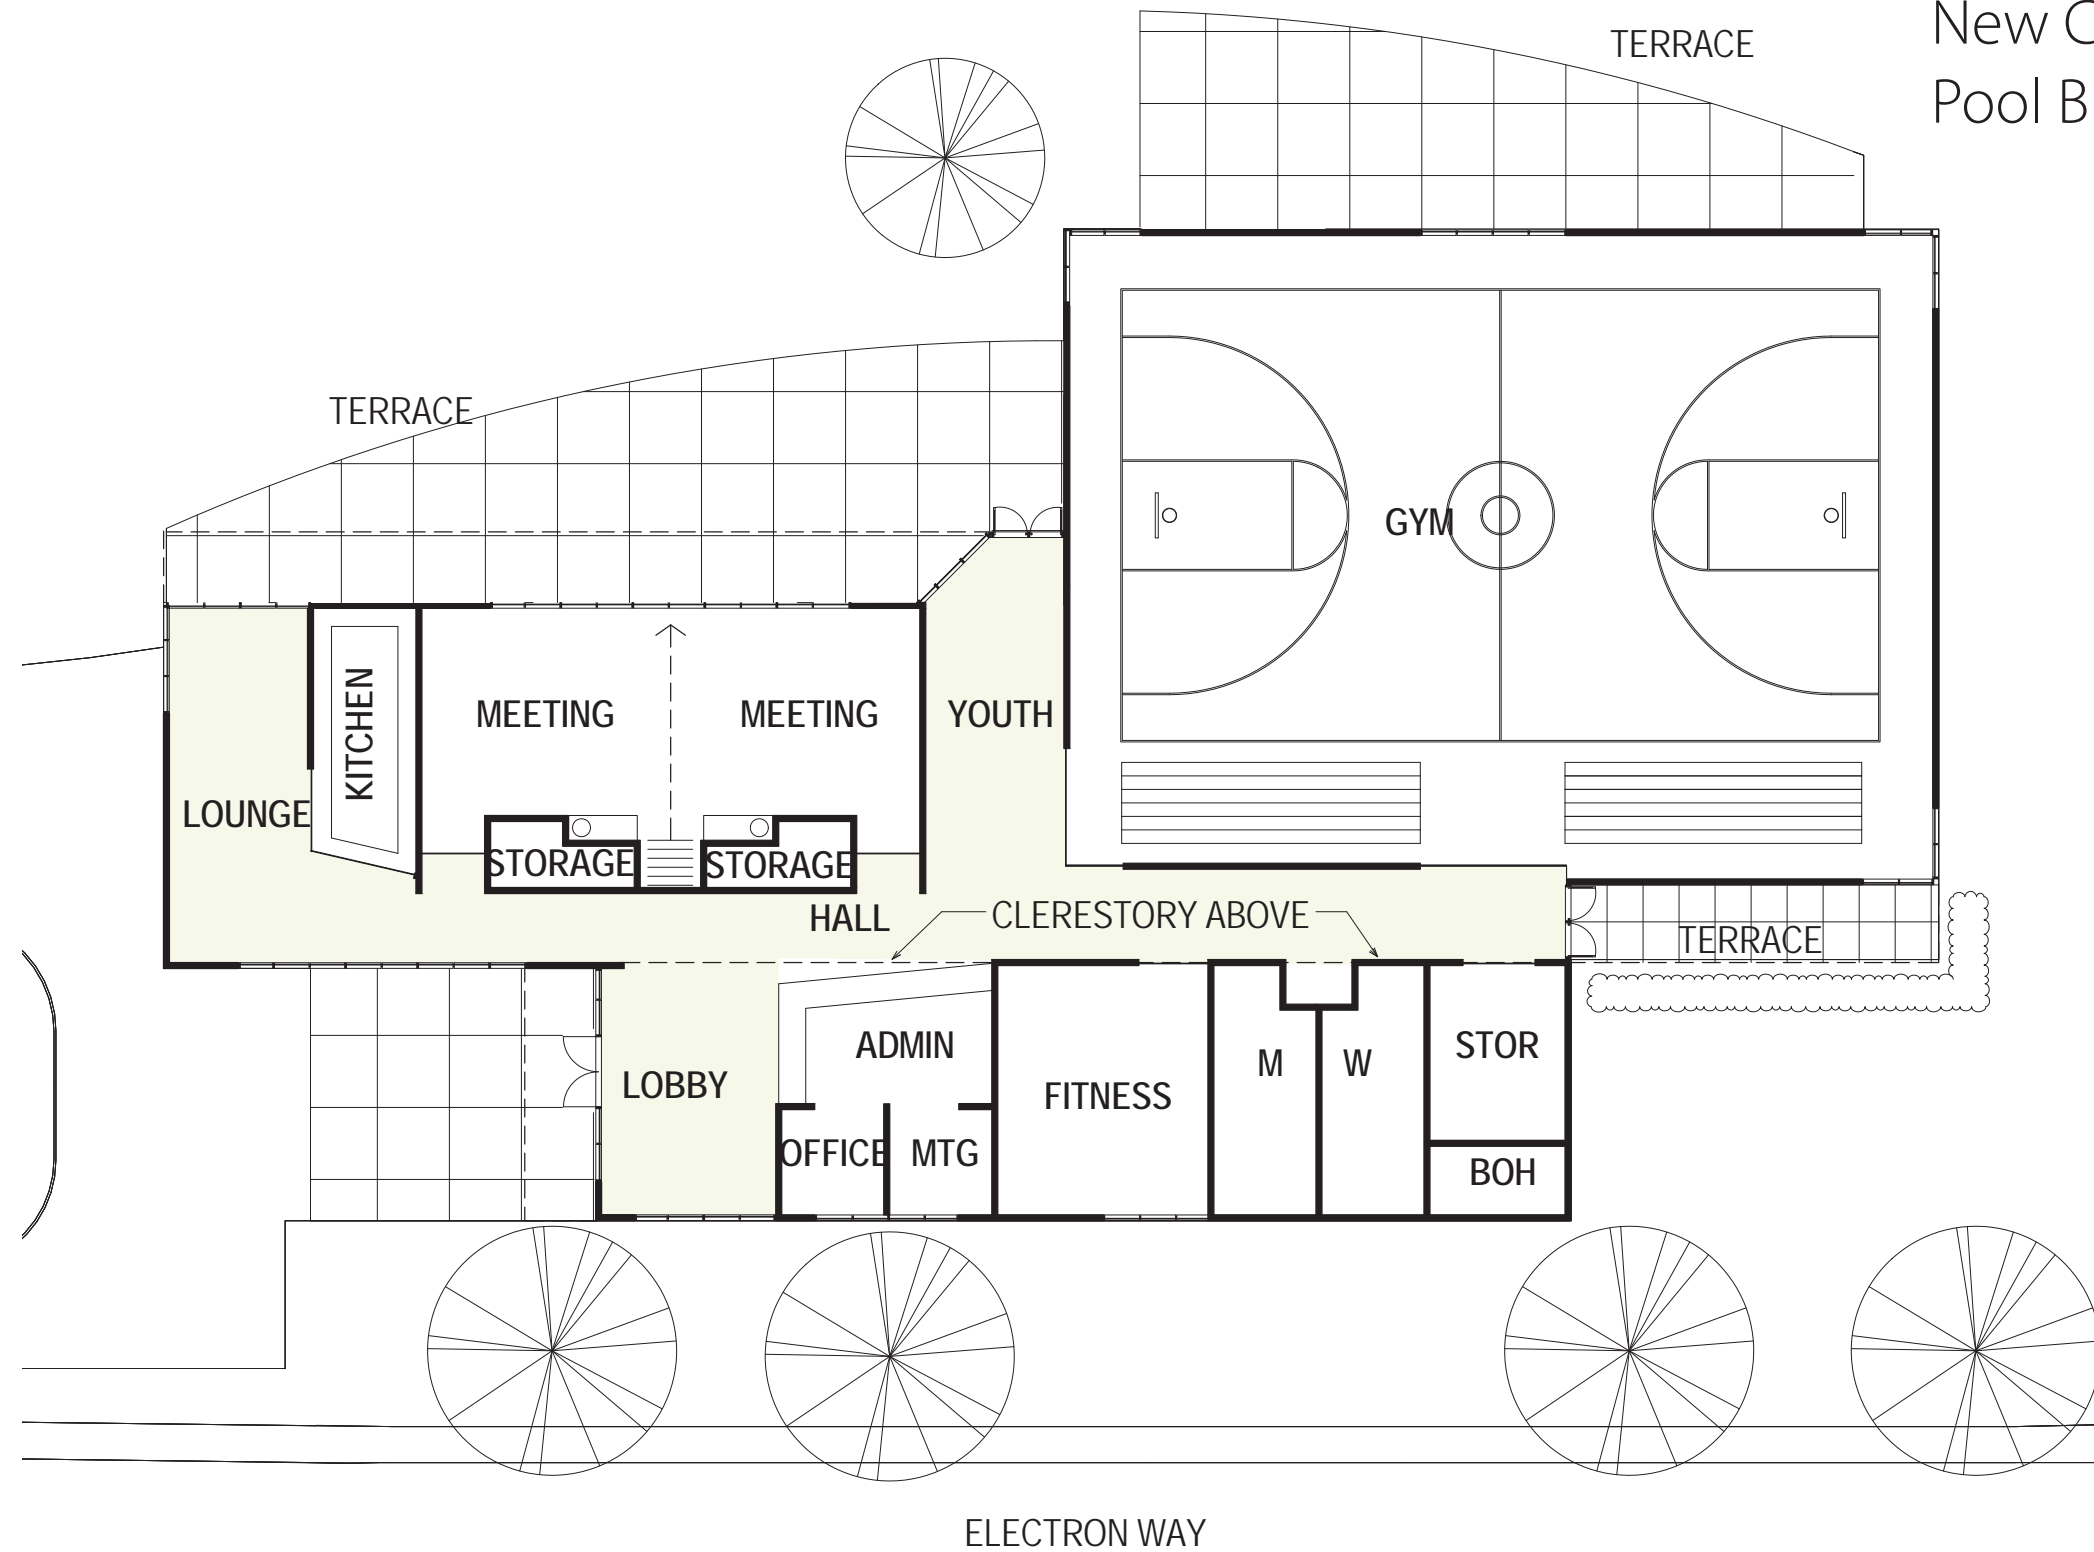 New C
Pool B
TERRACE
TERRACE
GYM
KITCHEN
MEETING
MEETING
YOUTH
LOUNGE
STORAGE
STORAGE
HALL
CLERESTORY ABOVE
TERRACE
ADMIN
LOBBY
FITNESS
M
W
STOR
OFFICE
MTG
BOH
ELECTRON WAY